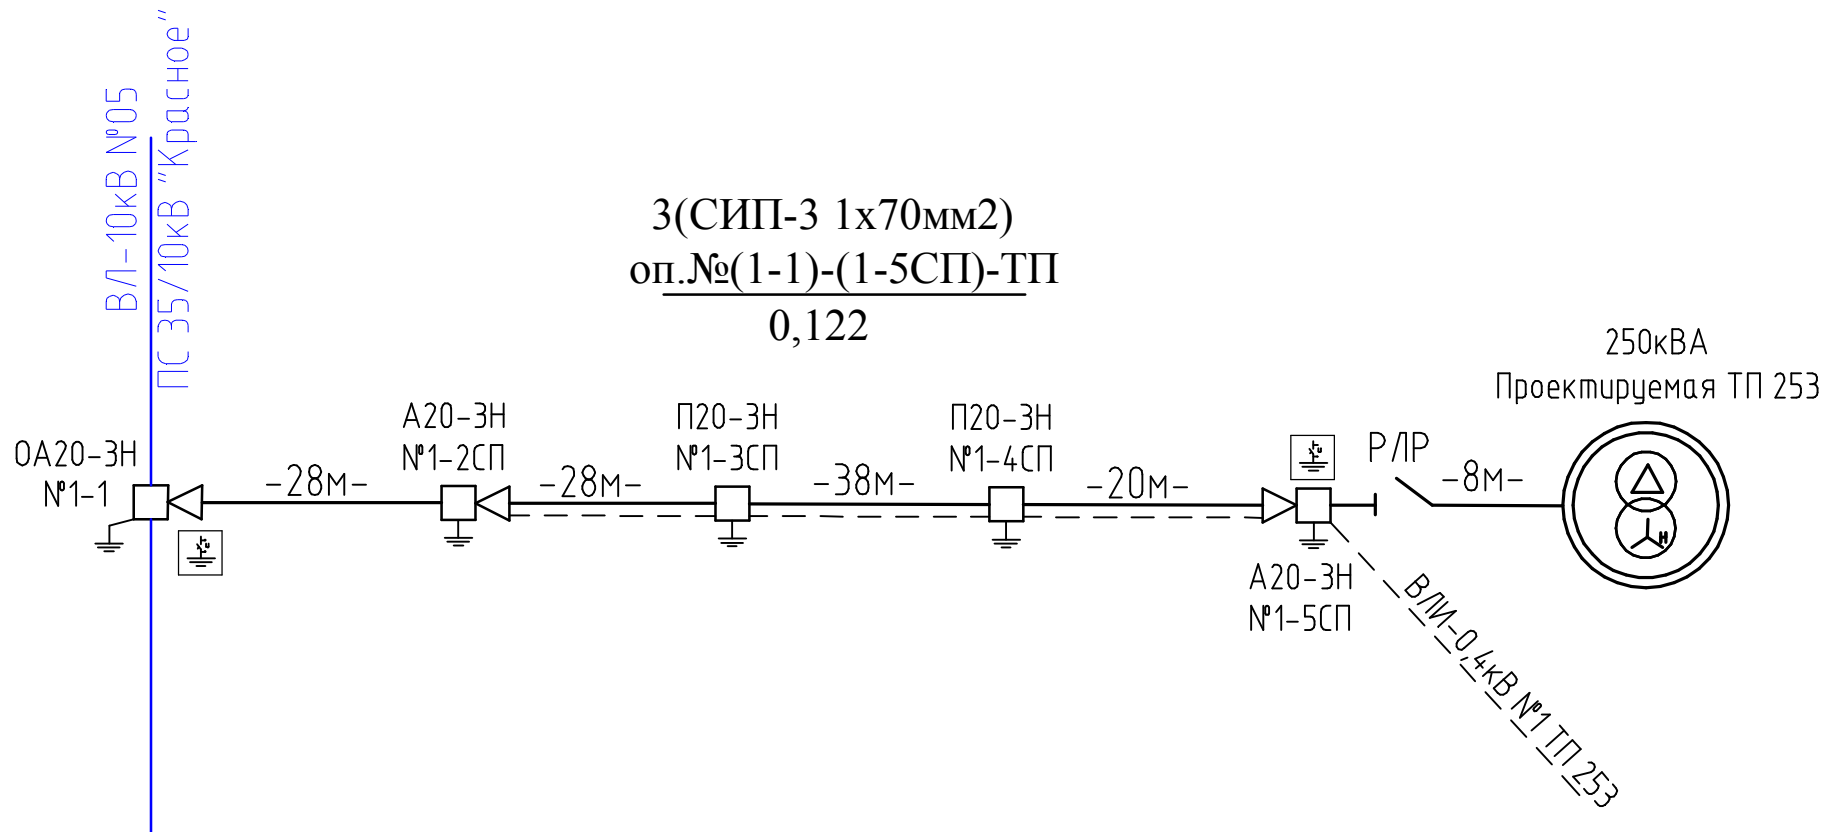 ВЛ-10кВ №05
ПС 35/10кВ "Красное"
3(СИП-3 1х70мм2)
оп.№(1-1)-(1-5СП)-ТП
0,122
250кВА
Проектируемая ТП 253
ОА20-3Н
№1-1
-28м-
А20-3Н
№1-2СП
-28м-
П20-3Н
№1-3СП
-38м-
П20-3Н
№1-4СП
-20м-
РЛР
-8м-
А20-3Н
№1-5СП
ВЛИ-0,4кВ №1 ТП 253
Н